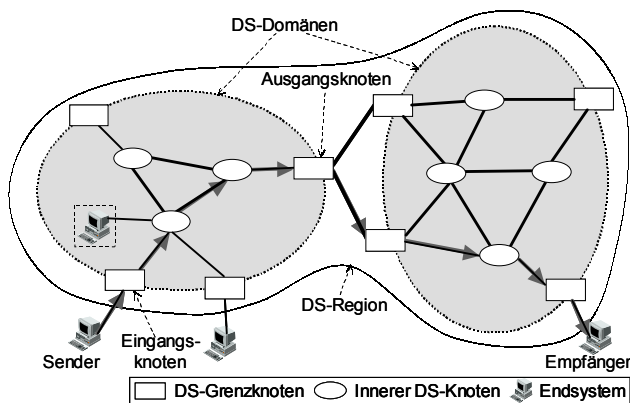 DS-Domänen
Ausgangsknoten
DS-Region
Sender
Eingangs-
knoten
Empfänger
DS-Grenzknoten Innerer DS-Knoten Endsystem